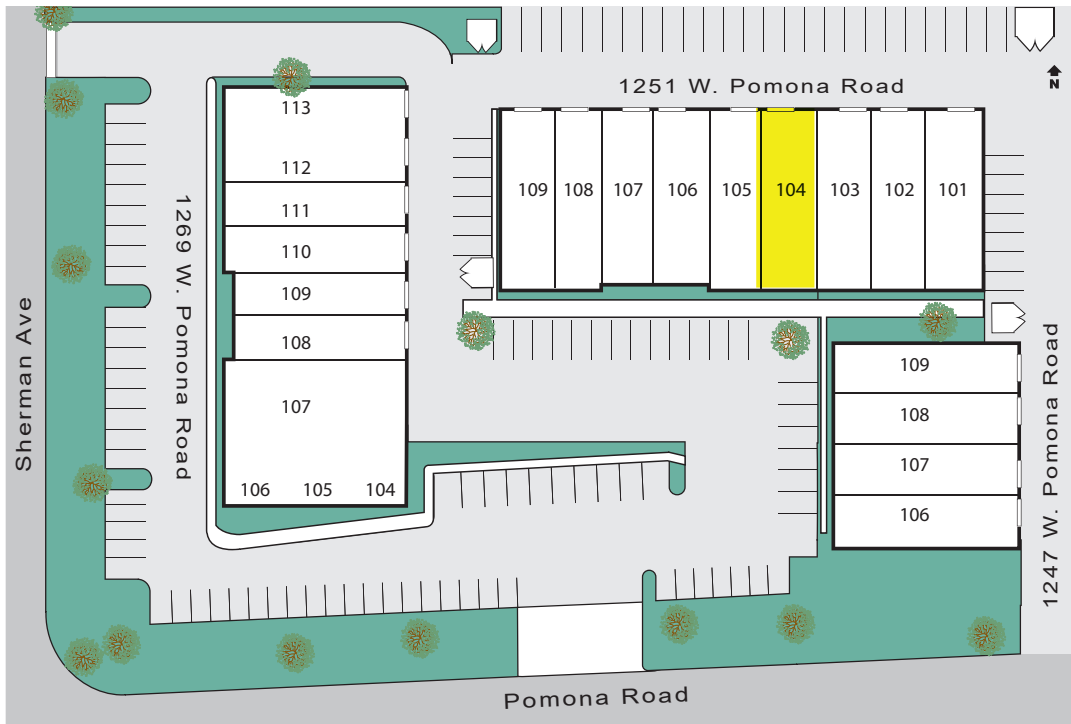 N
1251 W. Pomona Road
109 108 107 106 105 104 103 102 101
113
112
111
110
109
108
107
106 105 104
1269 W. Pomona Road
Sherman Ave
109
108
107
106
1247 W. Pomona Road
Pomona Road